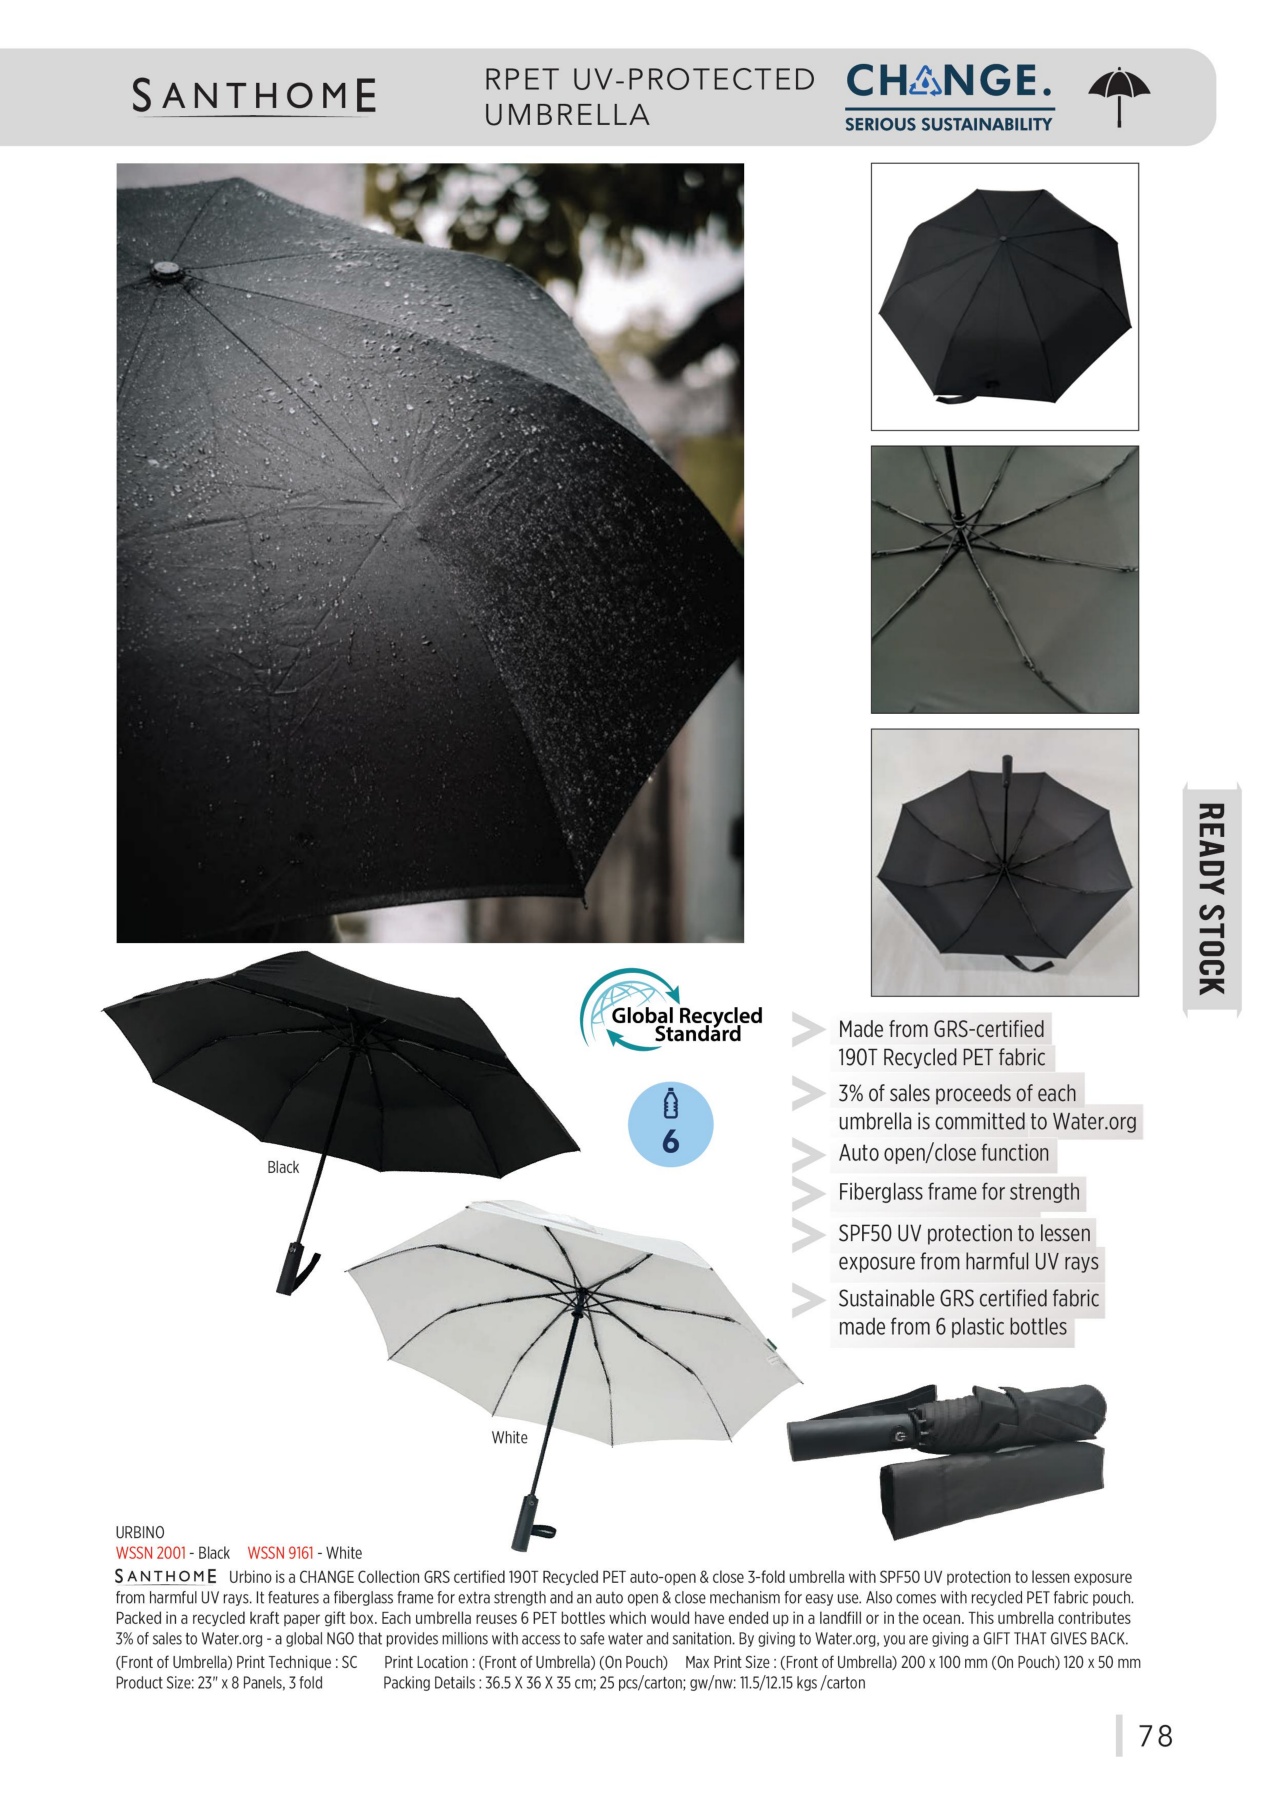 SANTHOME
RPET UV-PROTECTED
UMBRELLA
CHANGE.
SERIOUS SUSTAINABILITY
READY STOCK
Global Recycled
Standard
6
Black
White
Made from GRS-certified
190T Recycled PET fabric
3% of sales proceeds of each
umbrella is committed to Water.org
Auto open/close function
Fiberglass frame for strength
SPF50 UV protection to lessen
exposure from harmful UV rays
Sustainable GRS certified fabric
made from 6 plastic bottles
URBINO
WSSN 2001 - Black WSSN 9161 - White
SANTHOME Urbino is a CHANGE Collection GRS certified 190T Recycled PET auto-open & close 3-fold umbrella with SPF50 UV protection to lessen exposure
from harmful UV rays. It features a fiberglass frame for extra strength and an auto open & close mechanism for easy use. Also comes with recycled PET fabric pouch.
Packed in a recycled kraft paper gift box. Each umbrella reuses 6 PET bottles which would have ended up in a landfill or in the ocean. This umbrella contributes
3% of sales to Water.org - a global NGO that provides millions with access to safe water and sanitation. By giving to Water.org, you are giving a GIFT THAT GIVES BACK.
(Front of Umbrella) Print Technique : SC Print Location : (Front of Umbrella) (On Pouch) Max Print Size : (Front of Umbrella) 200 x 100 mm (On Pouch) 120 x 50 mm
Product Size: 23" x 8 Panels, 3 fold Packing Details : 36.5 X 36 X 35 cm; 25 pcs/carton; gw/nw: 11.5/12.15 kgs /carton
78